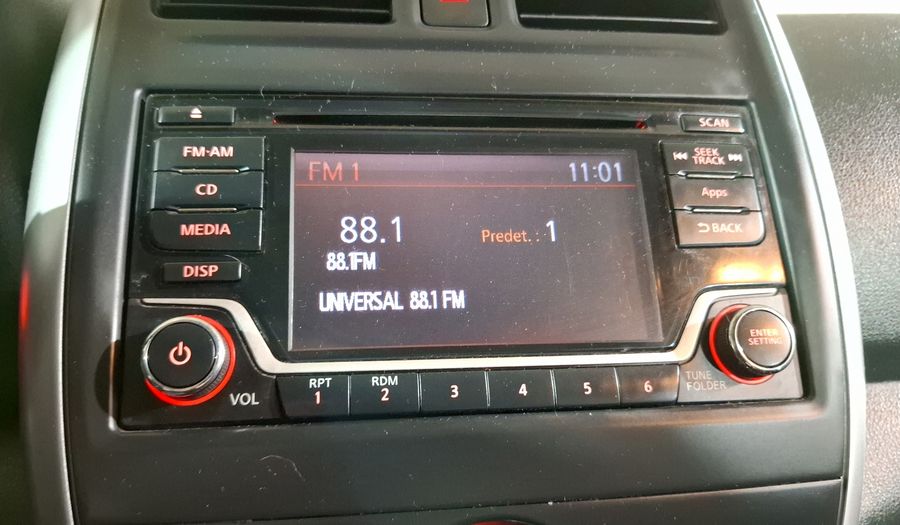 SCAN
FM·AM
SEEK
TRACK
CD
Apps
MEDIA
BACK
DISP
FM 1
11:01
88.1
Predet. : 1
88.1FM
UNIVERSAL 88.1 FM
ENTER
SETTING
TUNE
FOLDER
VOL
RPT
1
RDM
2
3
4
5
6